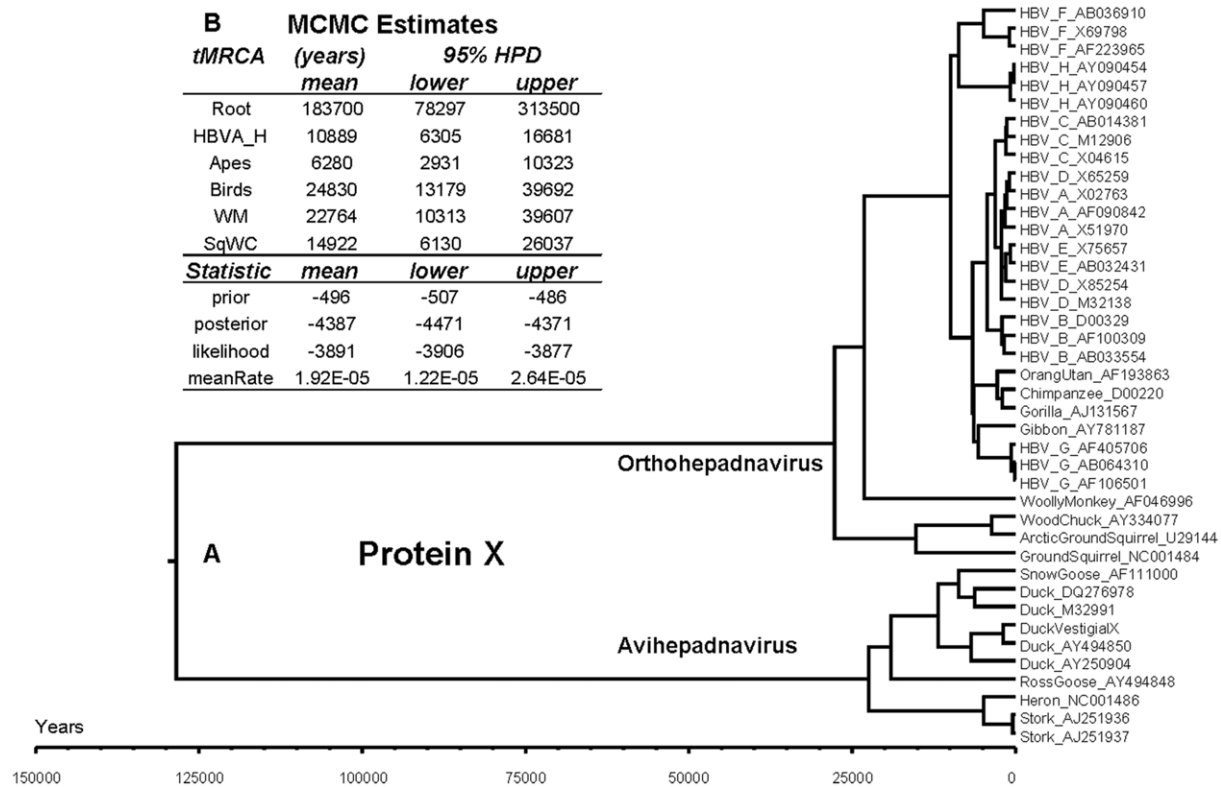 B MCMC Estimates
tMRCA (years) 95% HPD
mean lower upper
Root 183700 78297 313500
HBVA_H 10889 6305 16681
Apes 6280 2931 10323
Birds 24830 13179 39692
WM 22764 10313 39607
SqWC 14922 6130 26037
Statistic mean lower upper
prior -496 -507 -486
posterior -4387 -4471 -4371
likelihood -3891 -3906 -3877
meanRate 1.92E-05 1.22E-05 2.64E-05
A Protein X
Orthohepadnavirus
Avihepadnavirus
HBV_F_AB036910
HBV_F_X69798
HBV_F_AF223965
HBV_H_AY090454
HBV_H_AY090457
HBV_H_AY090460
HBV_C_AB014381
HBV_C_M12906
HBV_C_X04615
HBV_D_X65259
HBV_A_X02763
HBV_A_AF090842
HBV_A_X51970
HBV_E_X75657
HBV_E_AB032431
HBV_D_X85254
HBV_D_M32138
HBV_B_D00329
HBV_B_AF100309
HBV_B_AB033554
OrangUtan_AF193863
Chimpanzee_D00220
Gorilla_AJ131567
Gibbon_AY781187
HBV_G_AF405706
HBV_G_AB064310
HBV_G_AF106501
WoollyMonkey_AF046996
WoodChuck_AY334077
ArcticGroundSquirrel_U29144
GroundSquirrel_NC001484
SnowGoose_AF111000
Duck_DQ276978
Duck_M32991
DuckVestigialX
Duck_AY494850
Duck_AY250904
RossGoose_AY494848
Heron_NC001486
Stork_AJ251936
Stork_AJ251937
Years
150000 125000 100000 75000 50000 25000 0